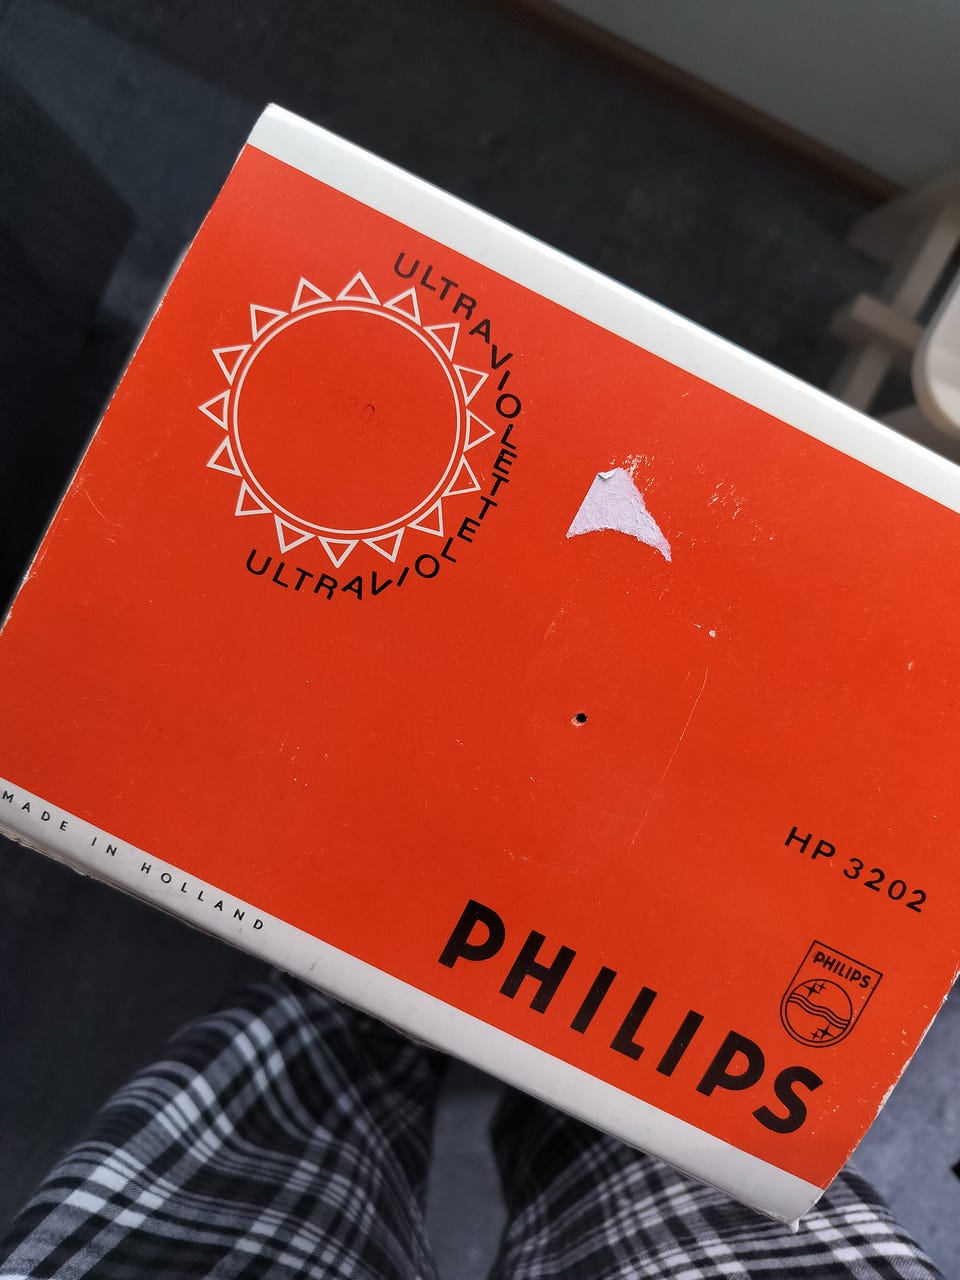 ULTRAVIOLETTE
ULTRAVIOL
HP 3202
PHILIPS
PHILIPS
MADE IN HOLLAND